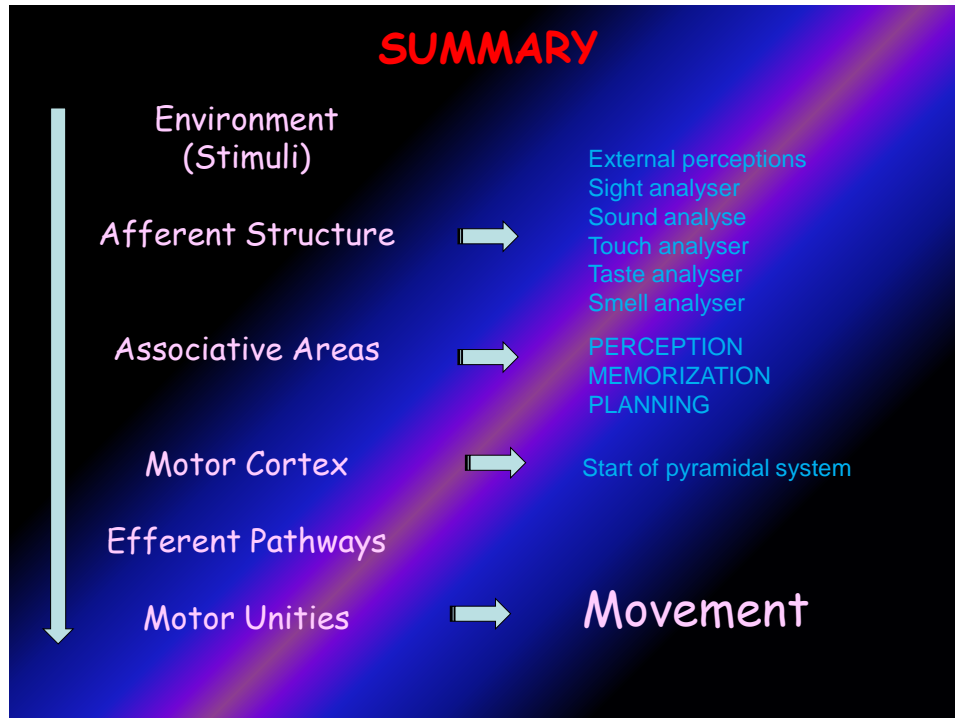 SUMMARY
Environment
(Stimuli)
Afferent Structure
External perceptions
Sight analyser
Sound analyse
Touch analyser
Taste analyser
Smell analyser
Associative Areas
PERCEPTION
MEMORIZATION
PLANNING
Motor Cortex
Start of pyramidal system
Efferent Pathways
Motor Unities
Movement